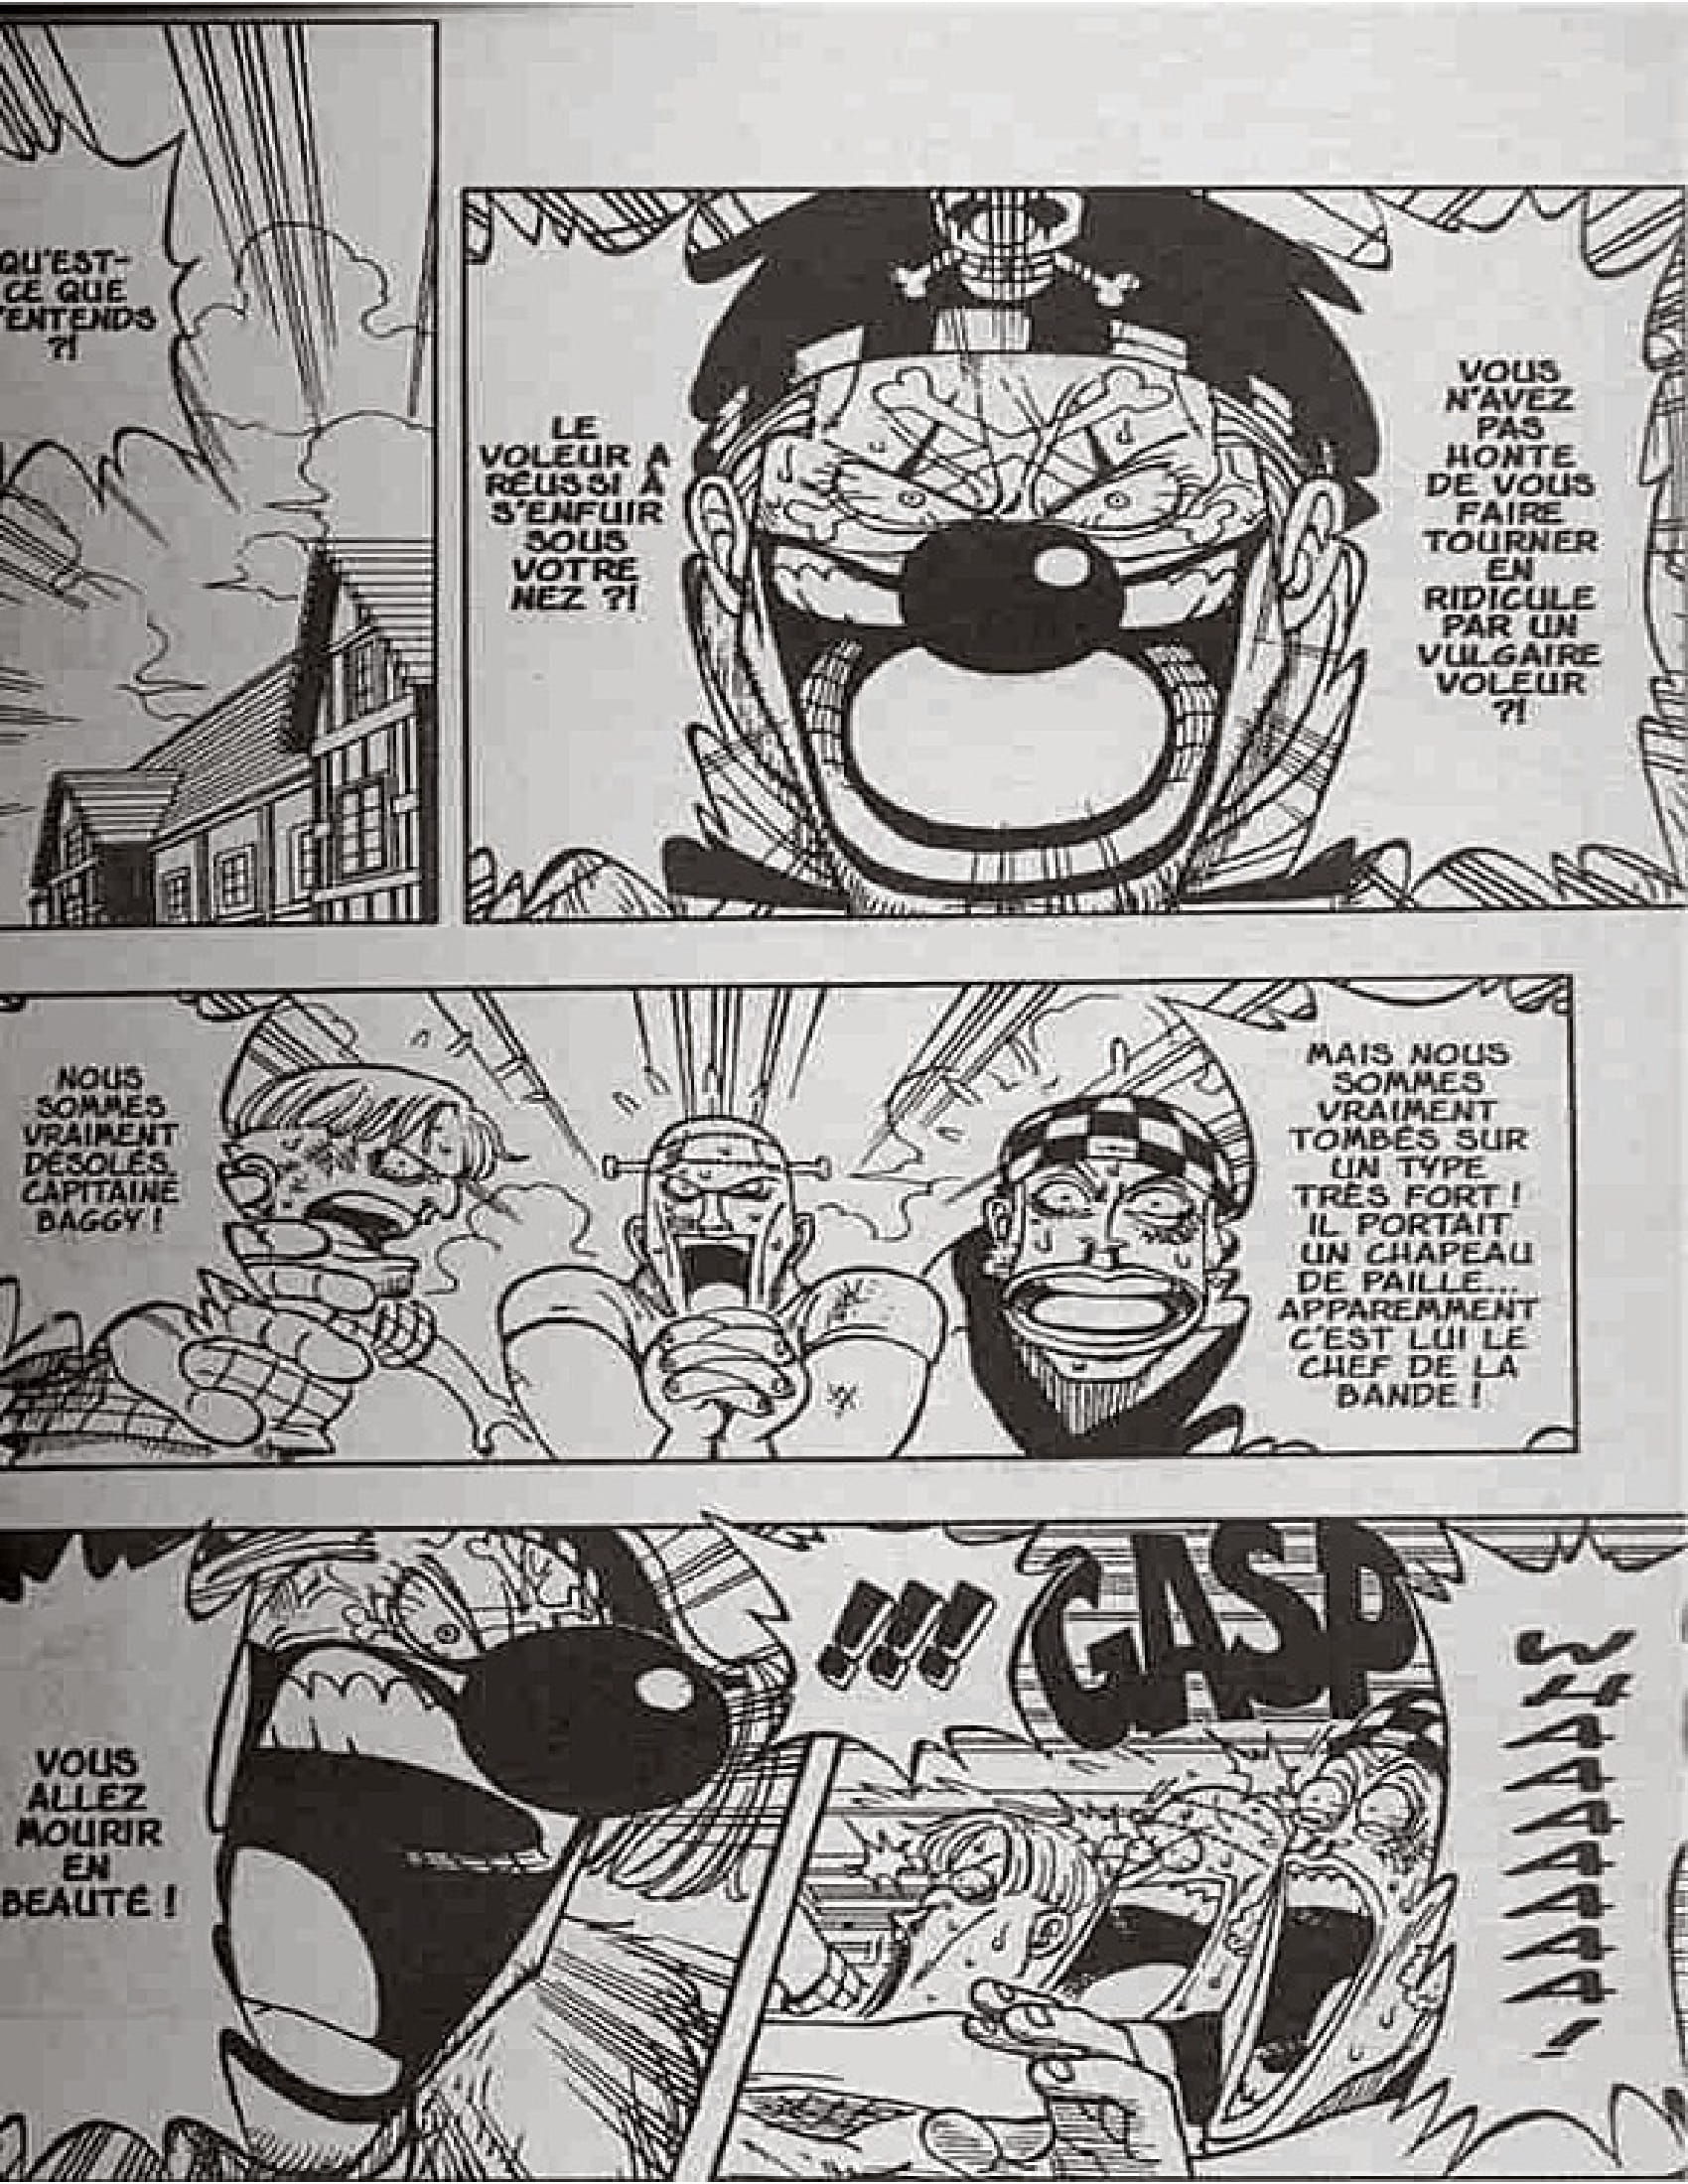 VOUS
N'AVEZ
PAS
HONTE
DE VOUS
FAIRE
TOURNER
EN
RIDICULE
PAR UN
VULGAIRE
VOLEUR
?!
LE
VOLEUR A
RÉUSSI À
S'ENFUIR
SOUS
VOTRE
NEZ ?!
QU'EST-
CE QUE
'ENTENDS
?!
MAIS NOUS
SOMMES
VRAIMENT
TOMBÉS SUR
UN TYPE
TRÈS FORT !
IL PORTAIT
UN CHAPEAU
DE PAILLE...
APPAREMMENT
C'EST LUI LE
CHEF DE LA
BANDE !
NOUS
SOMMES
VRAIMENT
DÉSOLÉS,
CAPITAINE
BAGGY !
GASP
!!!
VOUS
ALLEZ
MOURIR
EN
BEAUTÉ !